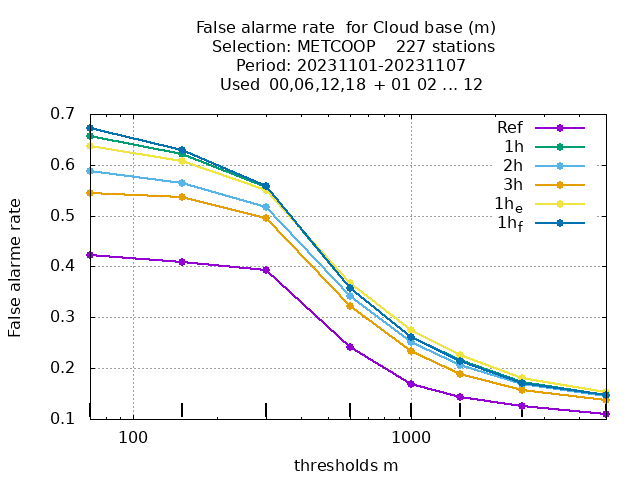 False alarme rate  for Cloud base (m)
Selection: METCOOP    227 stations
Period: 20231101-20231107
Used  00,06,12,18  + 01 02 ... 12
0.7
0.6
0.5
0.4
0.3
0.2
0.1
False alarme rate
Ref
1h
2h
3h
1he
1hf
100
1000
thresholds m